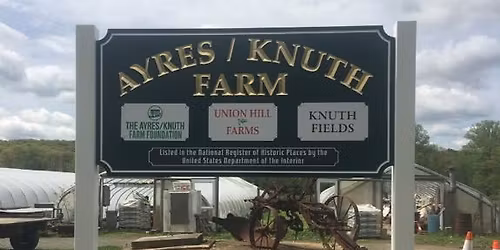 AYRES / KNUTH
FARM
THE AYRES/KNUTH
FARM FOUNDATION
UNION HILL
FARMS
KNUTH
FIELDS
Listed in the National Register of Historic Places by the
United States Department of the Interior